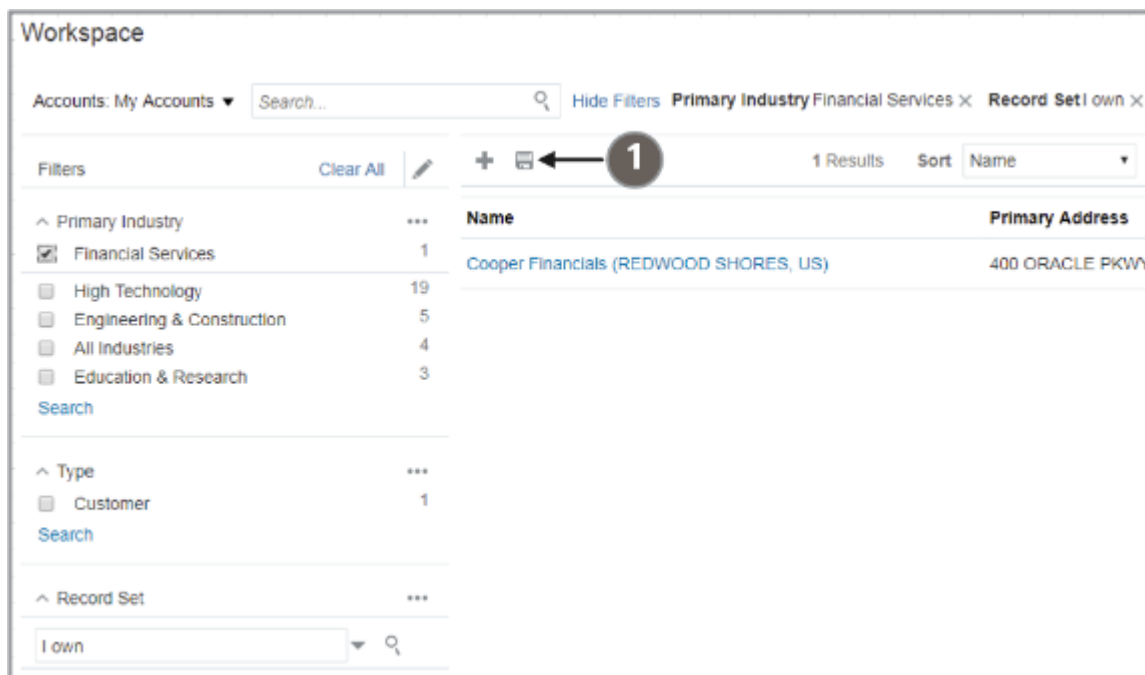 Workspace
Accounts: My Accounts Search... Hide Filters Primary Industry Financial Services × Record Set I own ×
Filters Clear All 1 1 Results Sort Name
Primary Industry ... Name Primary Address
Financial Services 1
Cooper Financials (REDWOOD SHORES, US) 400 ORACLE PKWY
High Technology 19
Engineering & Construction 5
All Industries 4
Education & Research 3
Search
Type ...
Customer 1
Search
Record Set ...
I own